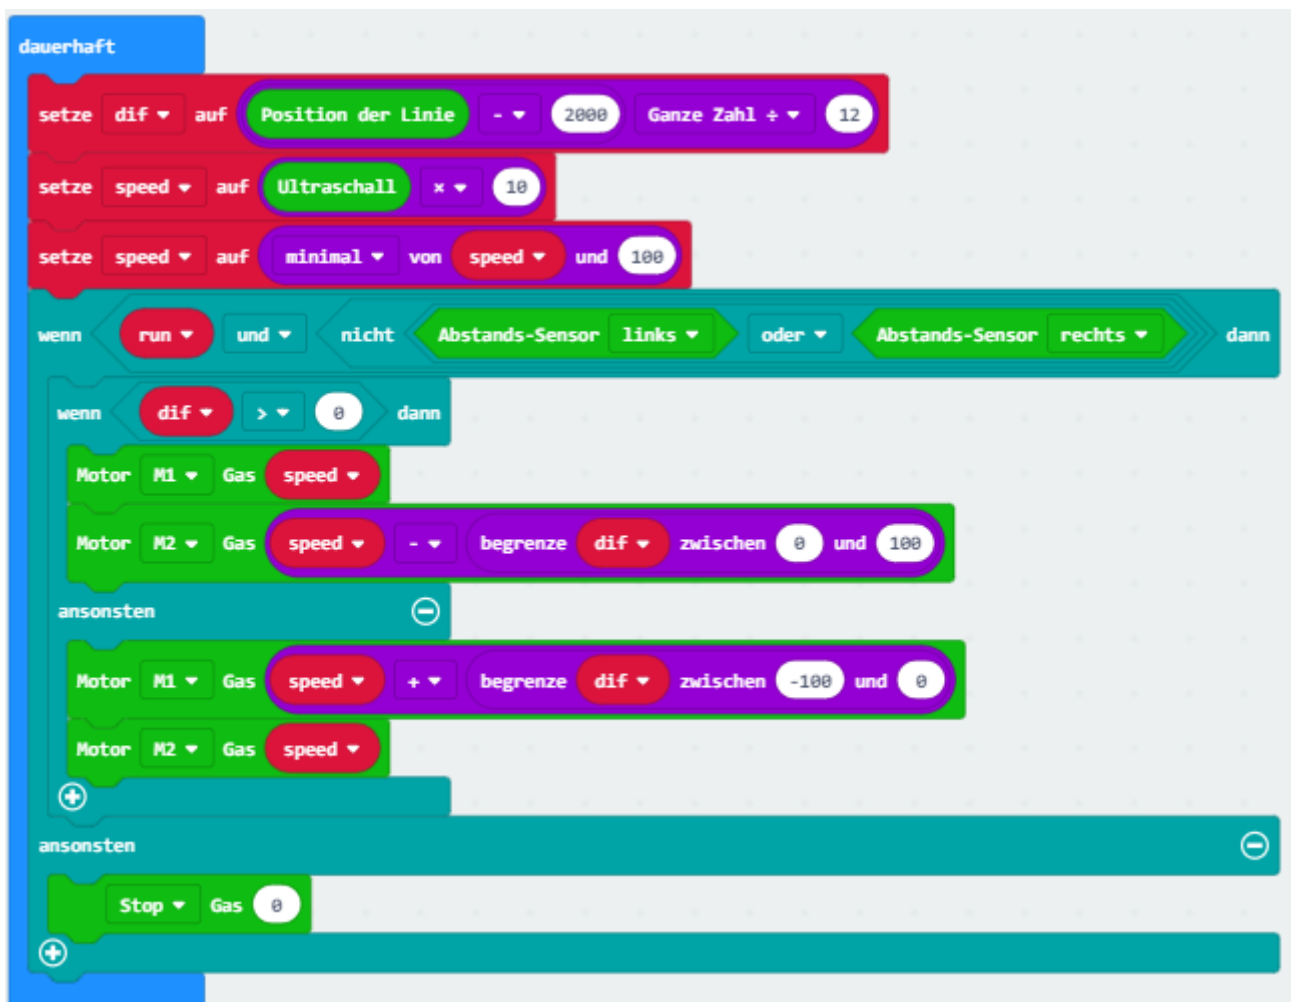 dauerhaft
setze dif auf Position der Linie - 2000 Ganze Zahl ÷ 12
setze speed auf Ultraschall × 10
setze speed auf minimal von speed und 100
wenn run und nicht Abstands-Sensor links oder Abstands-Sensor rechts dann
wenn dif > 0 dann
Motor M1 Gas speed
Motor M2 Gas speed - begrenze dif zwischen 0 und 100
ansonsten
Motor M1 Gas speed + begrenze dif zwischen -100 und 0
Motor M2 Gas speed
ansonsten
Stop Gas 0